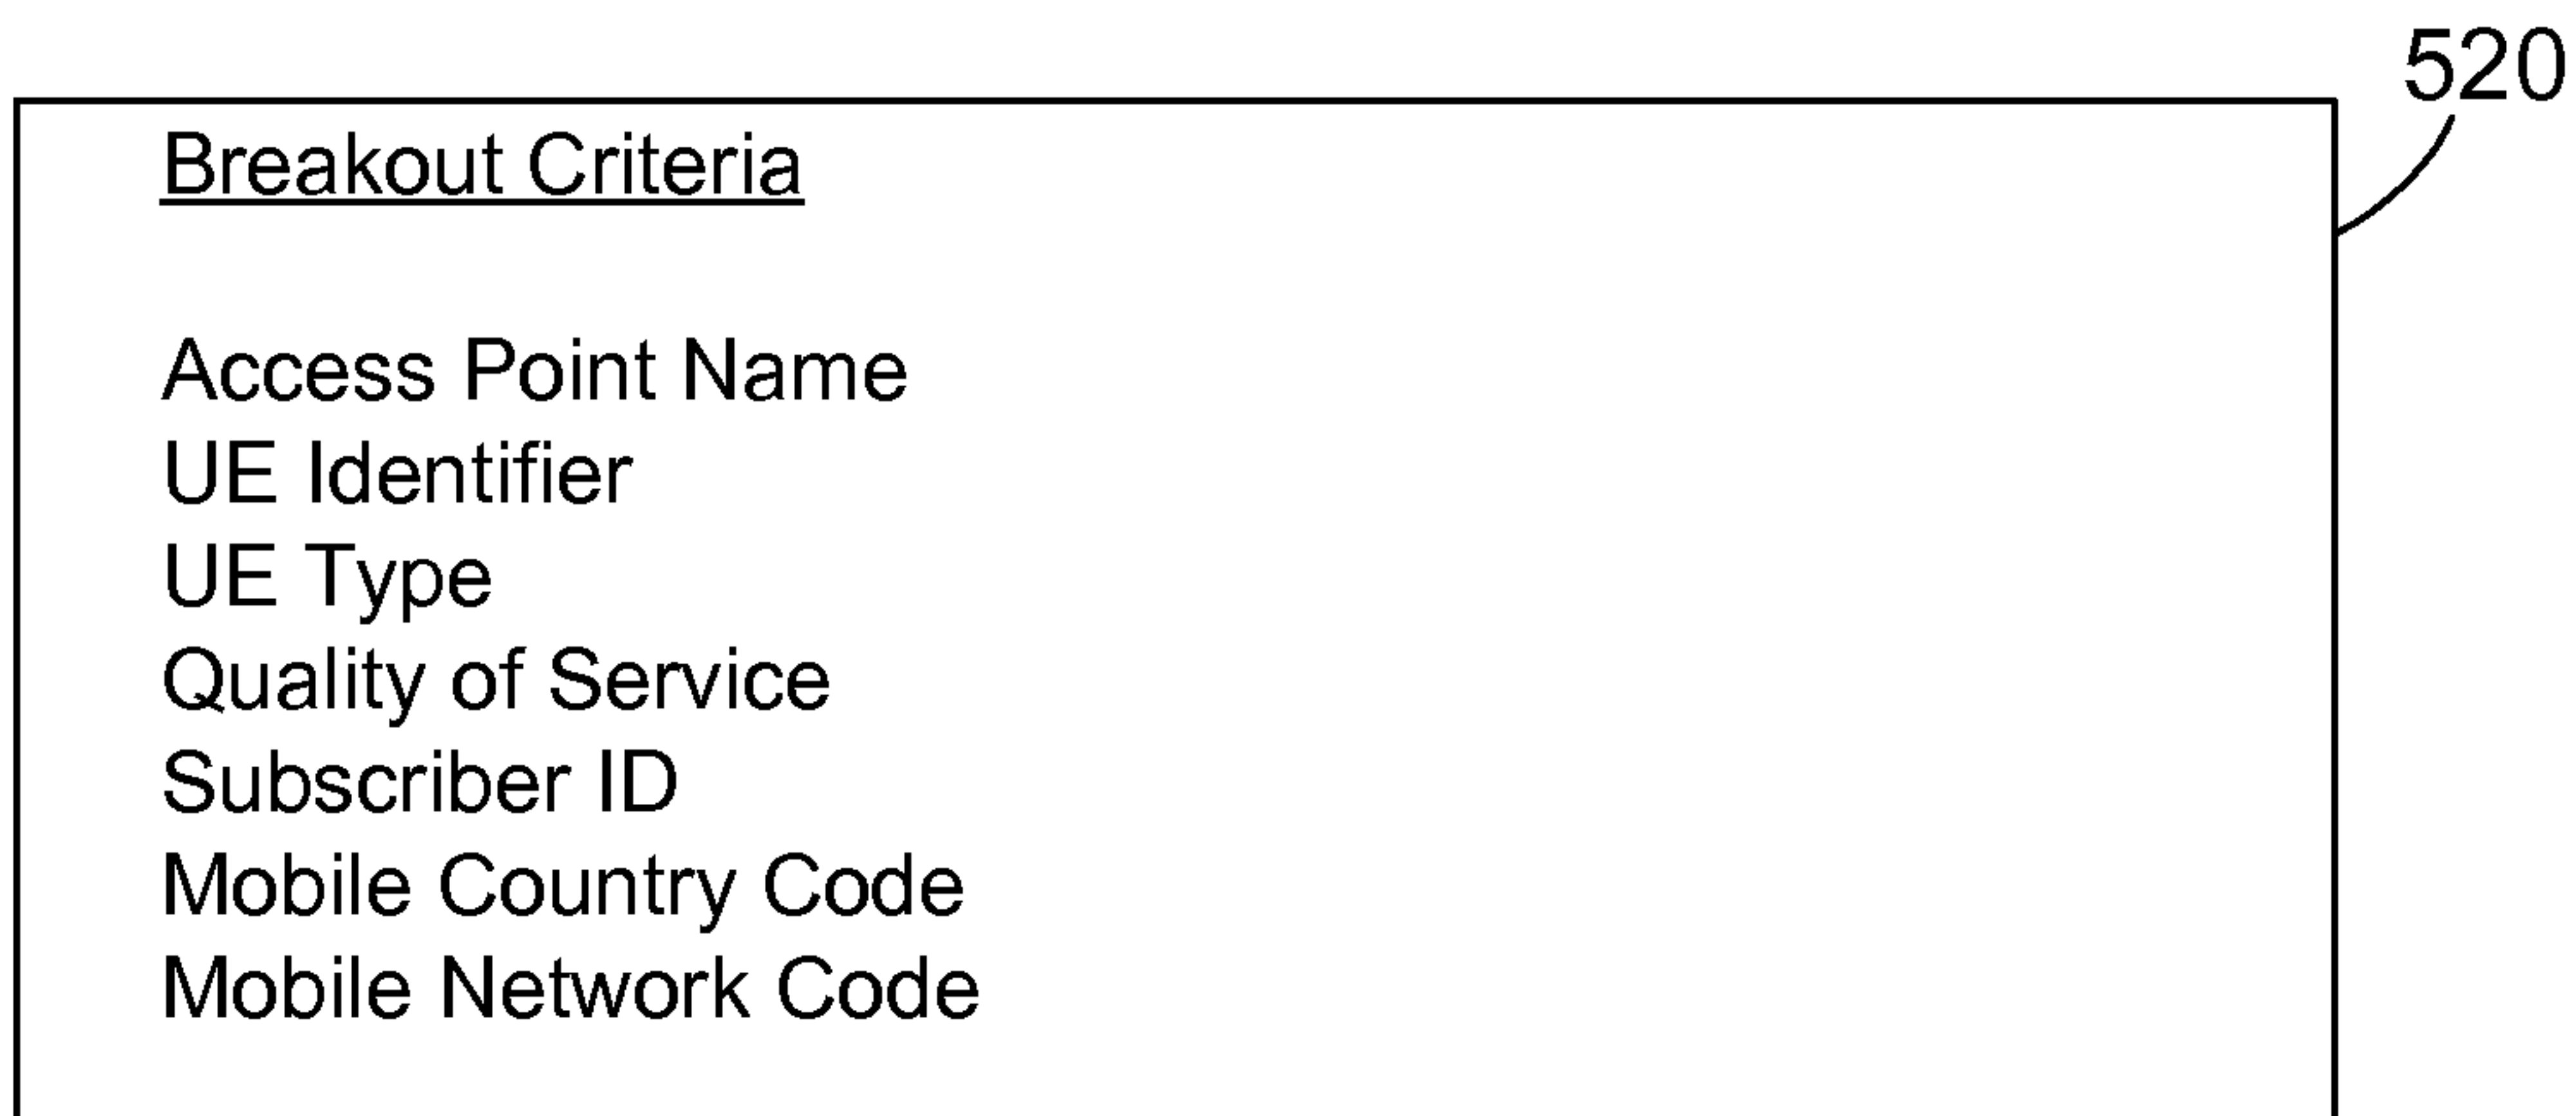 520
Breakout Criteria
Access Point Name
UE Identifier
UE Type
Quality of Service
Subscriber ID
Mobile Country Code
Mobile Network Code